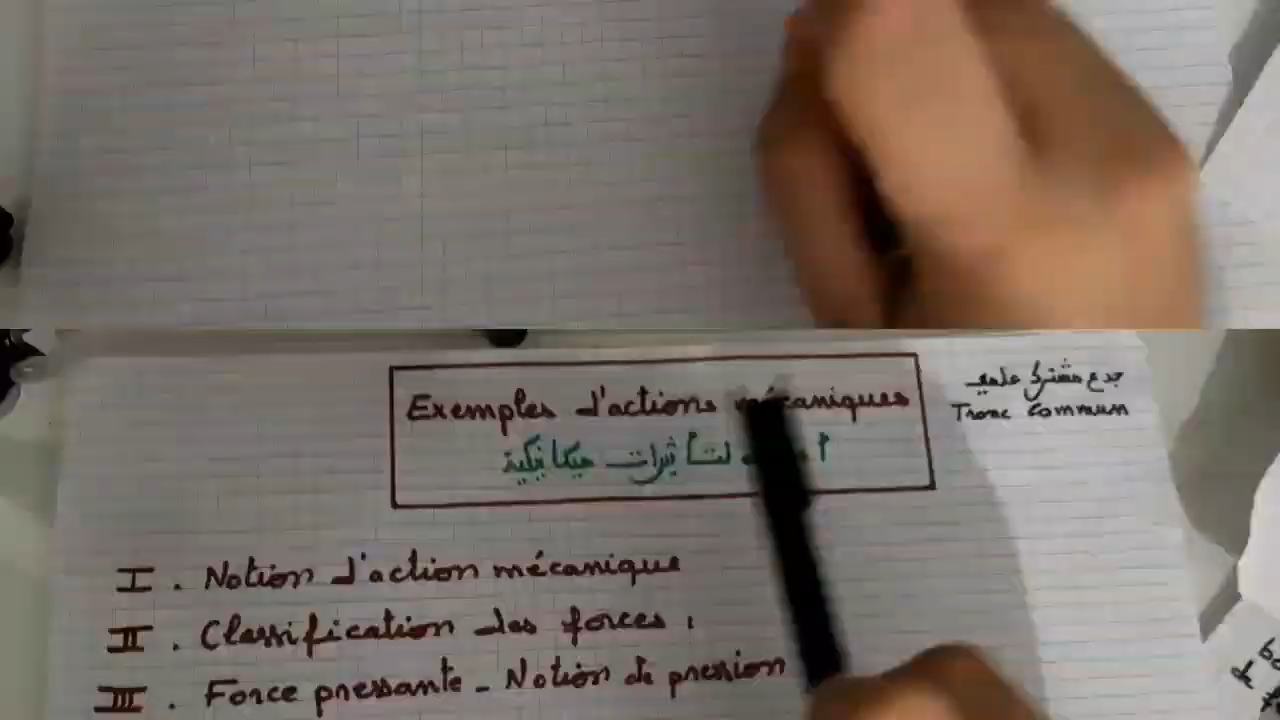 Exemples d'actions mécaniques
جدع مشترك علمي
Tronc Commun
لتأثيرات ميكانيكية
I . Notion d'action mécanique
II . Classification des forces .
III . Force pressante - Notion de pression